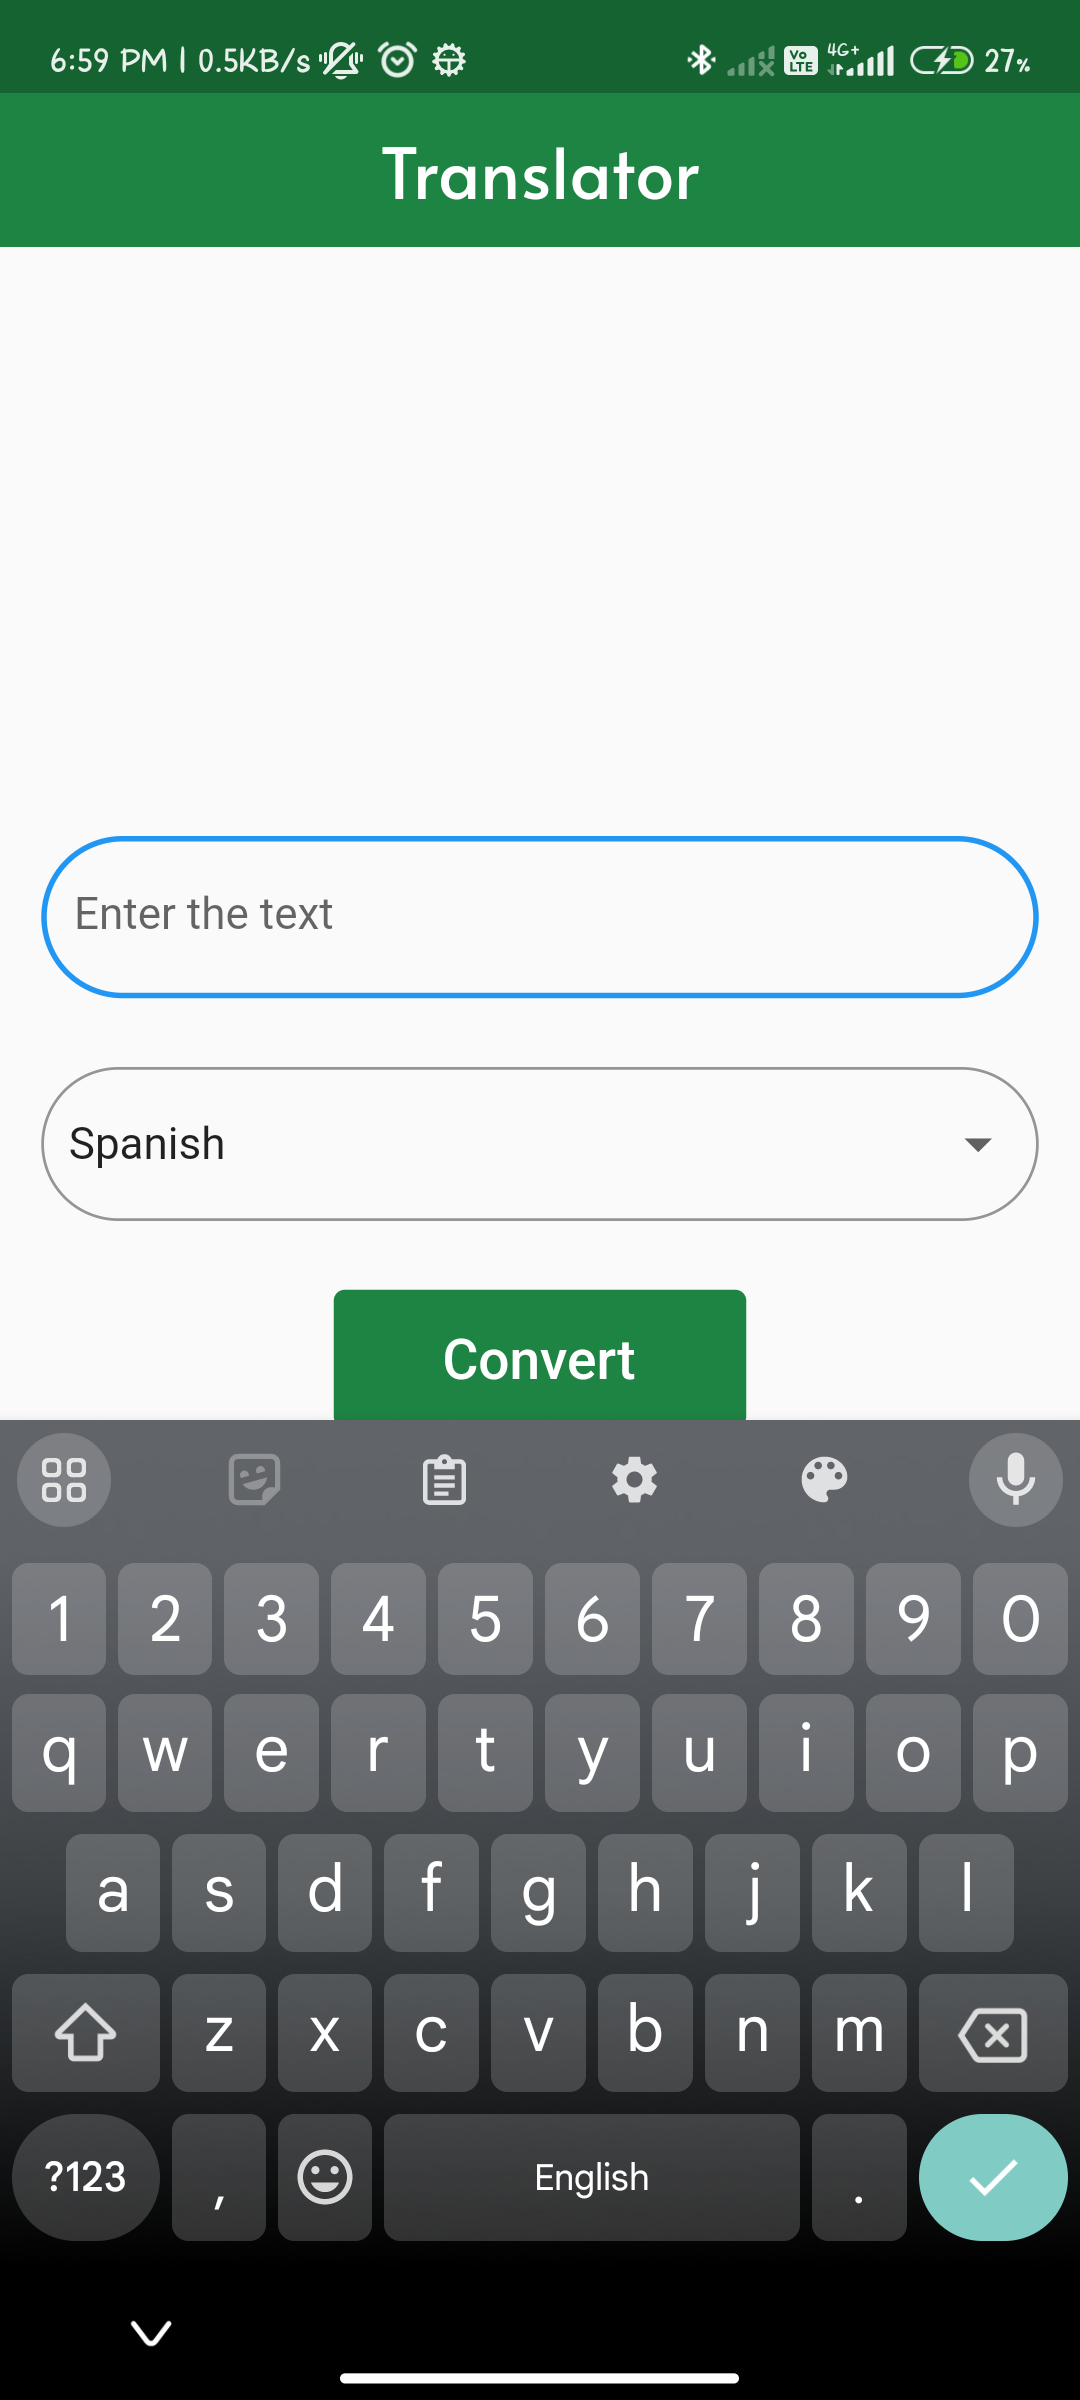 6:59 PM | 0.5KB/s Vo LTE 4G+ 27%
Translator
Enter the text
Spanish
Convert
1 2 3 4 5 6 7 8 9 0
q w e r t y u i o p
a s d f g h j k l
z x c v b n m
?123 , English .